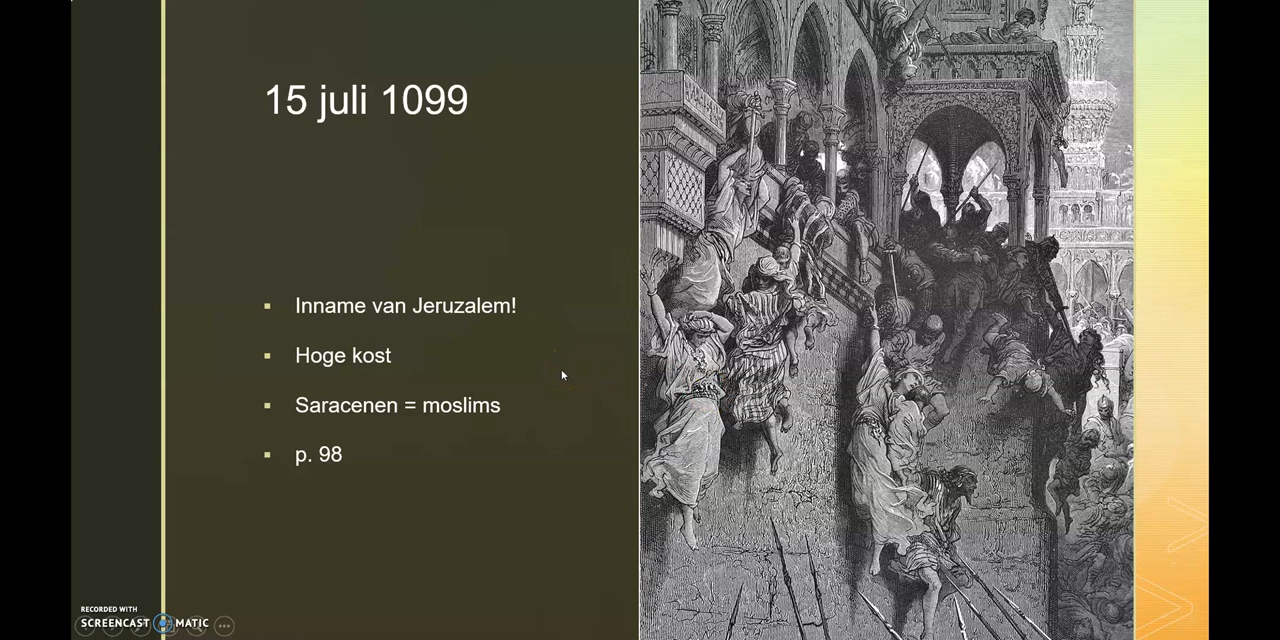 15 juli 1099
Inname van Jeruzalem!
Hoge kost
Saracenen = moslims
p. 98
RECORDED WITH
SCREENCAST MATIC